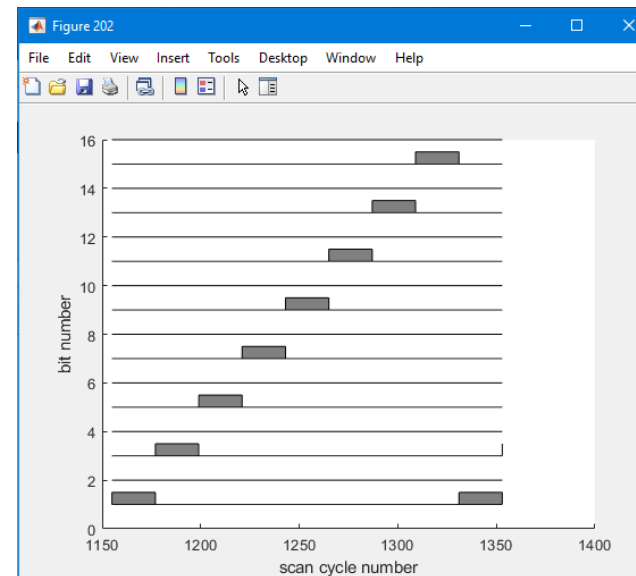 Figure 202
File Edit View Insert Tools Desktop Window Help
16
14
12
10
8
6
4
2
0
bit number
1150 1200 1250 1300 1350 1400
scan cycle number